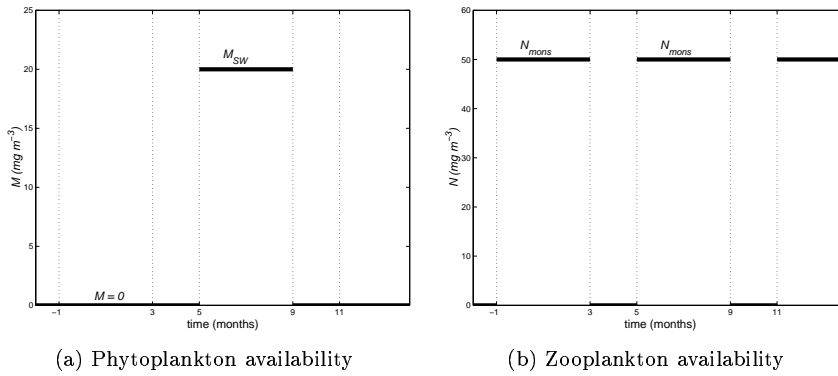 25
20
15
10
5
0
M (mg m⁻³)
M_SW
M = 0
−1 3 5 9 11
time (months)
(a) Phytoplankton availability
60
50
40
30
20
10
0
N (mg m⁻³)
N_mons N_mons
−1 3 5 9 11
time (months)
(b) Zooplankton availability